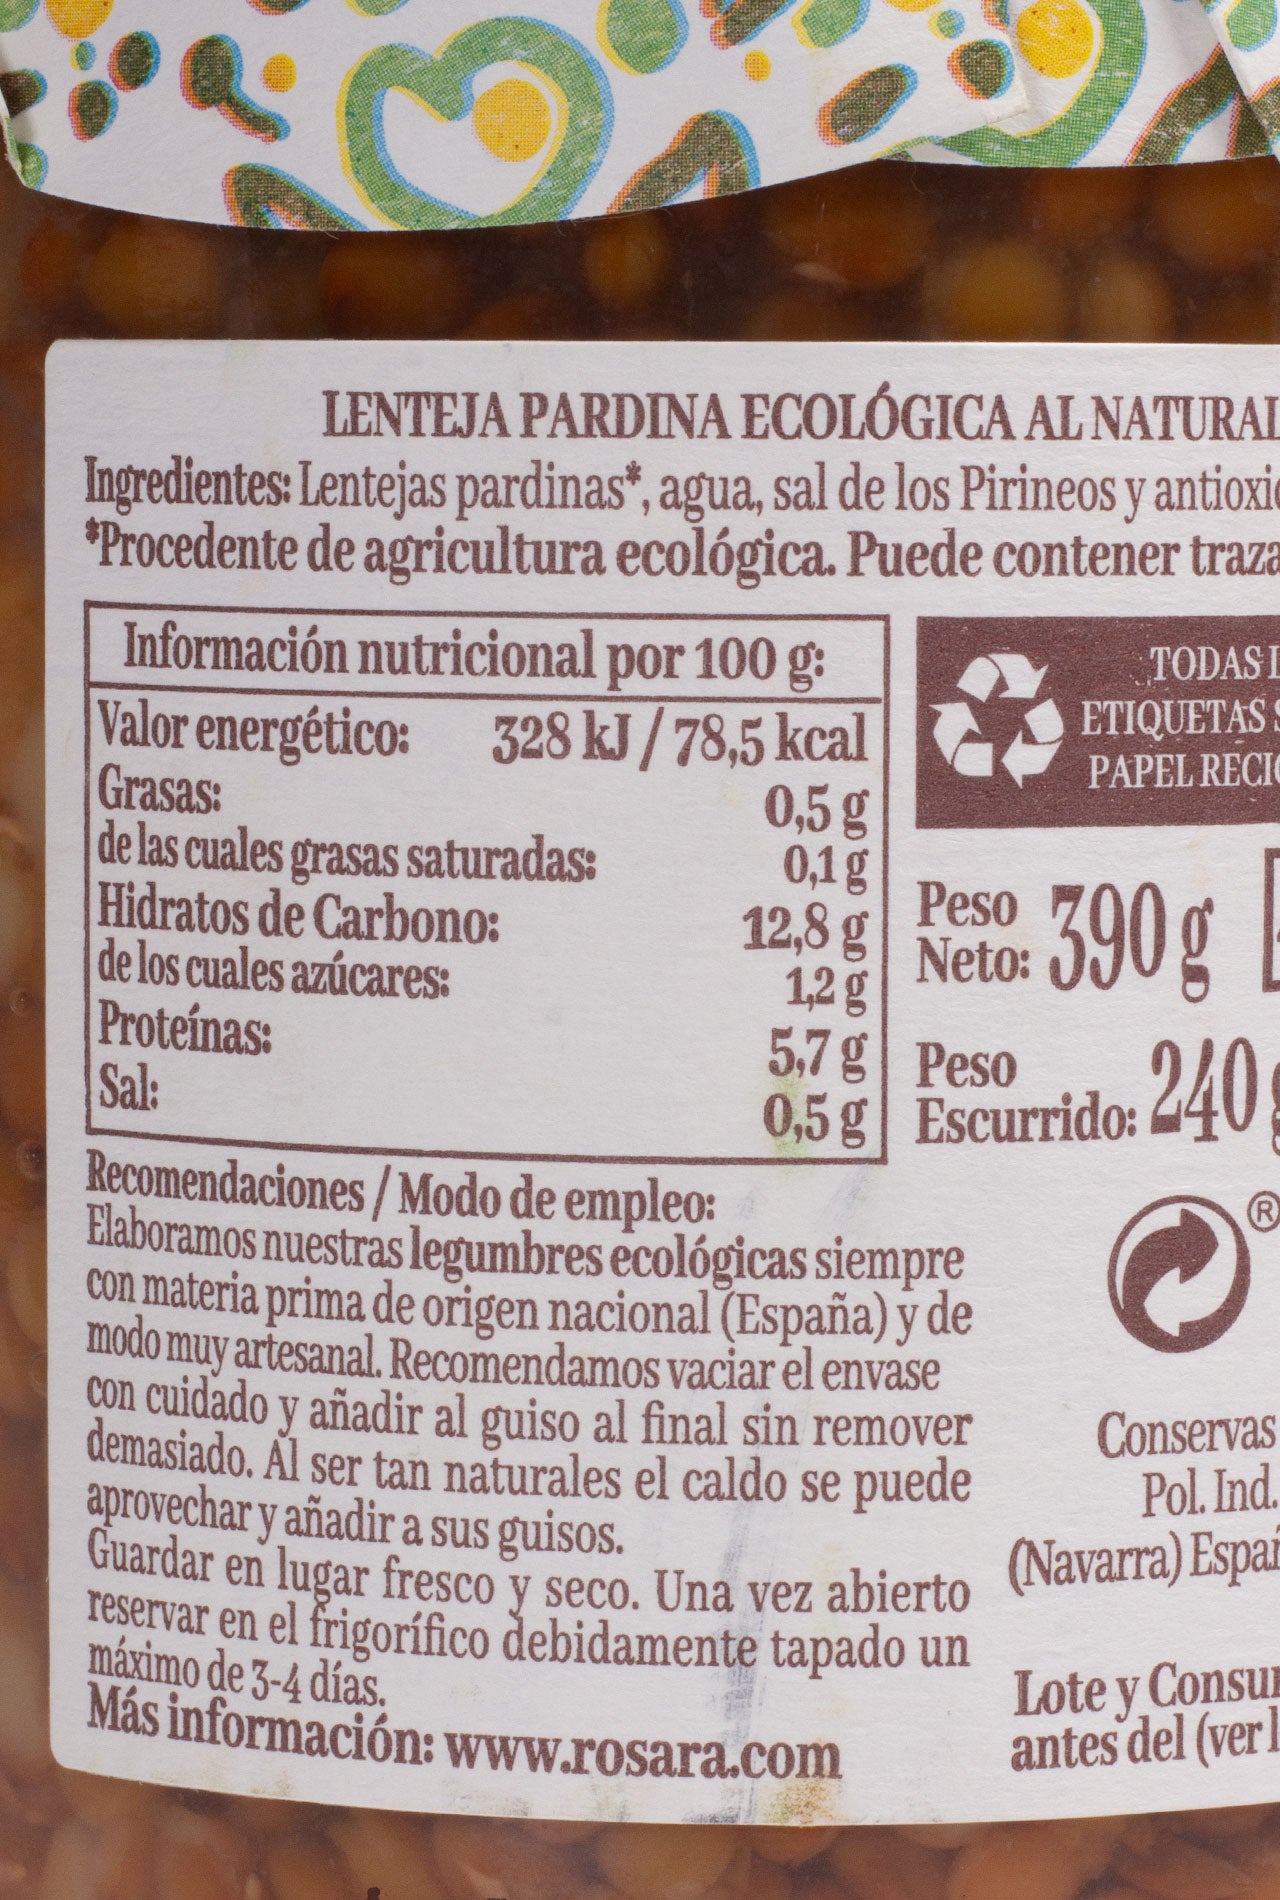 LENTEJA PARDINA ECOLÓGICA AL NATURAL
Ingredientes: Lentejas pardinas*, agua, sal de los Pirineos y
*Procedente de agricultura ecológica. Puede contener
Información nutricional por 100 g:
Valor energético: 328 kJ / 78,5 kcal
Grasas: 0,5 g
de las cuales grasas saturadas: 0,1 g
Hidratos de Carbono: 12,8 g
de los cuales azúcares: 1,2 g
Proteínas: 5,7 g
Sal: 0,5 g
Recomendaciones / Modo de empleo:
Elaboramos nuestras legumbres ecológicas siempre
con materia prima de origen nacional (España) y de
modo muy artesanal. Recomendamos vaciar el envase
con cuidado y añadir al guiso al final sin remover
demasiado. Al ser tan naturales el caldo se puede
aprovechar y añadir a sus guisos.
Guardar en lugar fresco y seco. Una vez abierto
reservar en el frigorífico debidamente tapado un
máximo de 3-4 días.
Más información: www.rosara.com
TODAS
ETIQUETAS
PAPEL
Peso
Neto: 390 g
Peso
Escurrido: 240 g
®
Conservas
Pol. Ind.
(Navarra)
Lote y
antes del (ver